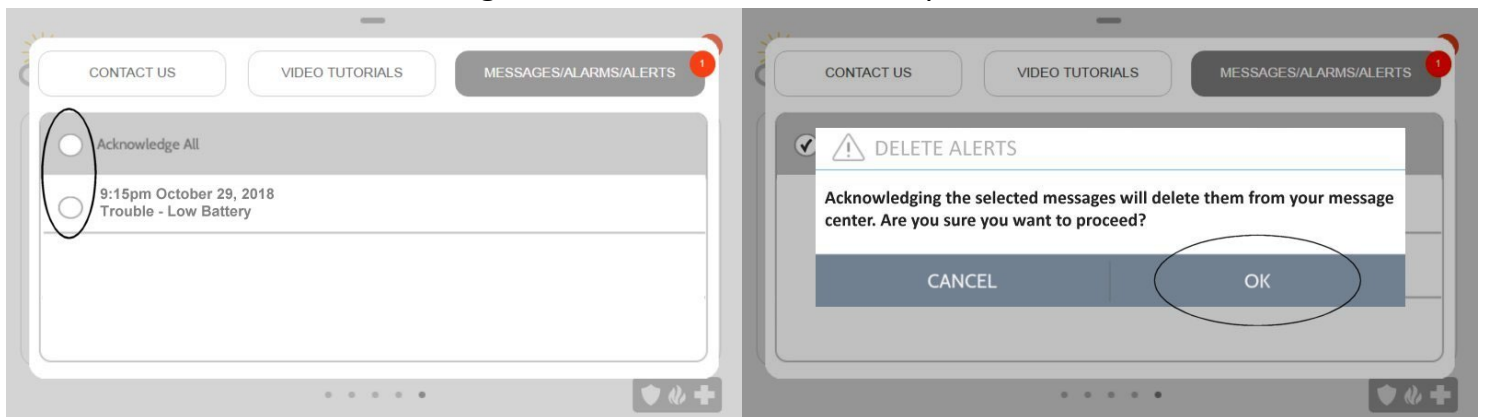 CONTACT US
VIDEO TUTORIALS
MESSAGES/ALARMS/ALERTS
1
Acknowledge All
9:15pm October 29, 2018
Trouble - Low Battery
CONTACT US
VIDEO TUTORIALS
MESSAGES/ALARMS/ALERTS
1
DELETE ALERTS
Acknowledging the selected messages will delete them from your message
center. Are you sure you want to proceed?
CANCEL
OK